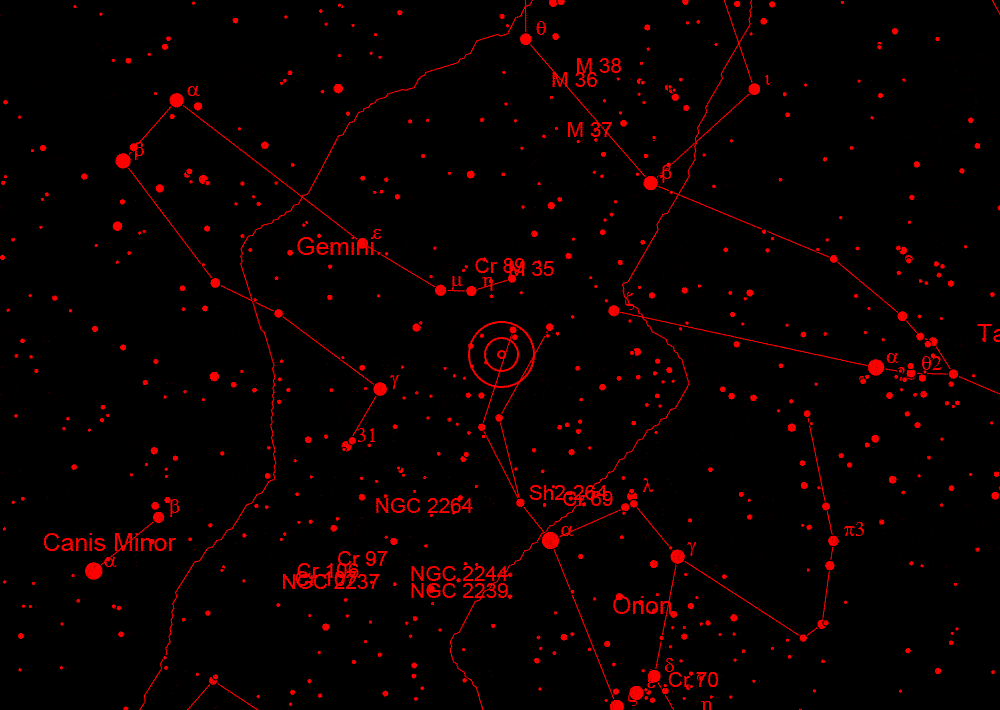 θ
M 38
M 36
ι
α
M 37
β
β
ε
Gemini
Cr 89
M 35
μ
η
ζ
Ta
α
θ2
γ
31
λ
Sh2-264
Cr 69
NGC 2264
β
α
π3
Canis Minor
α
γ
Cr 97
Cr 106
NGC 2237
NGC 2244
NGC 2239
Orion
δ
Cr 70
ε
ζ
η